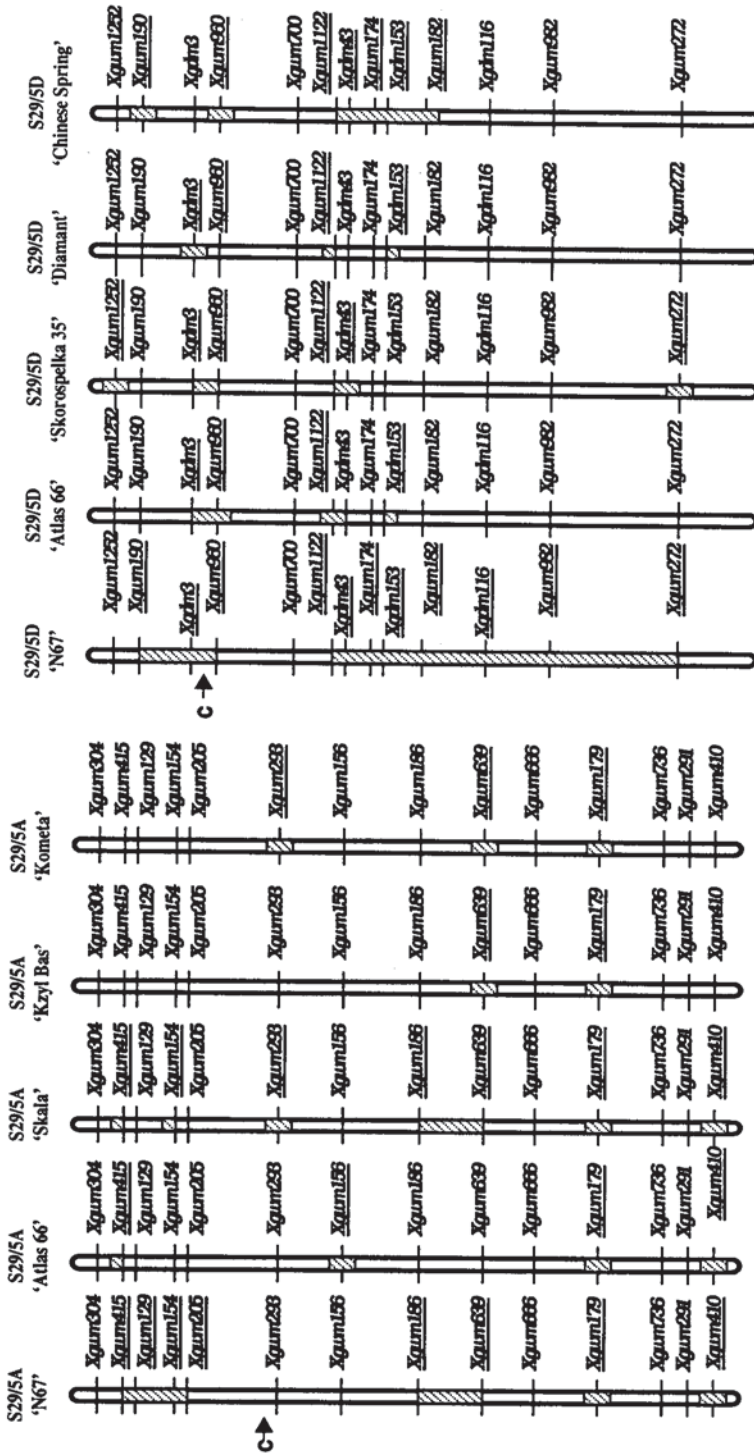 S29/5A
'N67'
Xgwm304
Xgwm415
Xgwm129
Xgwm154
Xgwm205
Xgwm293
Xgwm156
Xgwm186
Xgwm639
Xgwm666
Xgwm179
Xgwm736
Xgwm291
Xgwm410
C
S29/5A
'Atlas 66'
Xgwm304
Xgwm415
Xgwm129
Xgwm154
Xgwm205
Xgwm293
Xgwm156
Xgwm186
Xgwm639
Xgwm666
Xgwm179
Xgwm736
Xgwm291
Xgwm410
S29/5A
'Skala'
Xgwm304
Xgwm415
Xgwm129
Xgwm154
Xgwm205
Xgwm293
Xgwm156
Xgwm186
Xgwm639
Xgwm666
Xgwm179
Xgwm736
Xgwm291
Xgwm410
S29/5A
'Kzyl Bas'
Xgwm304
Xgwm415
Xgwm129
Xgwm154
Xgwm205
Xgwm293
Xgwm156
Xgwm186
Xgwm639
Xgwm666
Xgwm179
Xgwm736
Xgwm291
Xgwm410
S29/5A
'Kometa'
Xgwm304
Xgwm415
Xgwm129
Xgwm154
Xgwm205
Xgwm293
Xgwm156
Xgwm186
Xgwm639
Xgwm666
Xgwm179
Xgwm736
Xgwm291
Xgwm410
S29/5D
'N67'
Xgwm1252
Xgwm190
Xgdm3
Xgwm960
Xgwm700
Xgwm1122
Xgdm43
Xgwm174
Xgdm153
Xgwm182
Xgdm116
Xgwm982
Xgwm272
C
S29/5D
'Atlas 66'
Xgwm1252
Xgwm190
Xgdm3
Xgwm960
Xgwm700
Xgwm1122
Xgdm43
Xgwm174
Xgdm153
Xgwm182
Xgdm116
Xgwm982
Xgwm272
S29/5D
'Skorospelka 35'
Xgwm1252
Xgwm190
Xgdm3
Xgwm960
Xgwm700
Xgwm1122
Xgdm43
Xgwm174
Xgdm153
Xgwm182
Xgdm116
Xgwm982
Xgwm272
S29/5D
'Diamant'
Xgwm1252
Xgwm190
Xgdm3
Xgwm960
Xgwm700
Xgwm1122
Xgdm43
Xgwm174
Xgdm153
Xgwm182
Xgdm116
Xgwm982
Xgwm272
S29/5D
'Chinese Spring'
Xgwm1252
Xgwm190
Xgdm3
Xgwm960
Xgwm700
Xgwm1122
Xgdm43
Xgwm174
Xgdm153
Xgwm182
Xgdm116
Xgwm982
Xgwm272